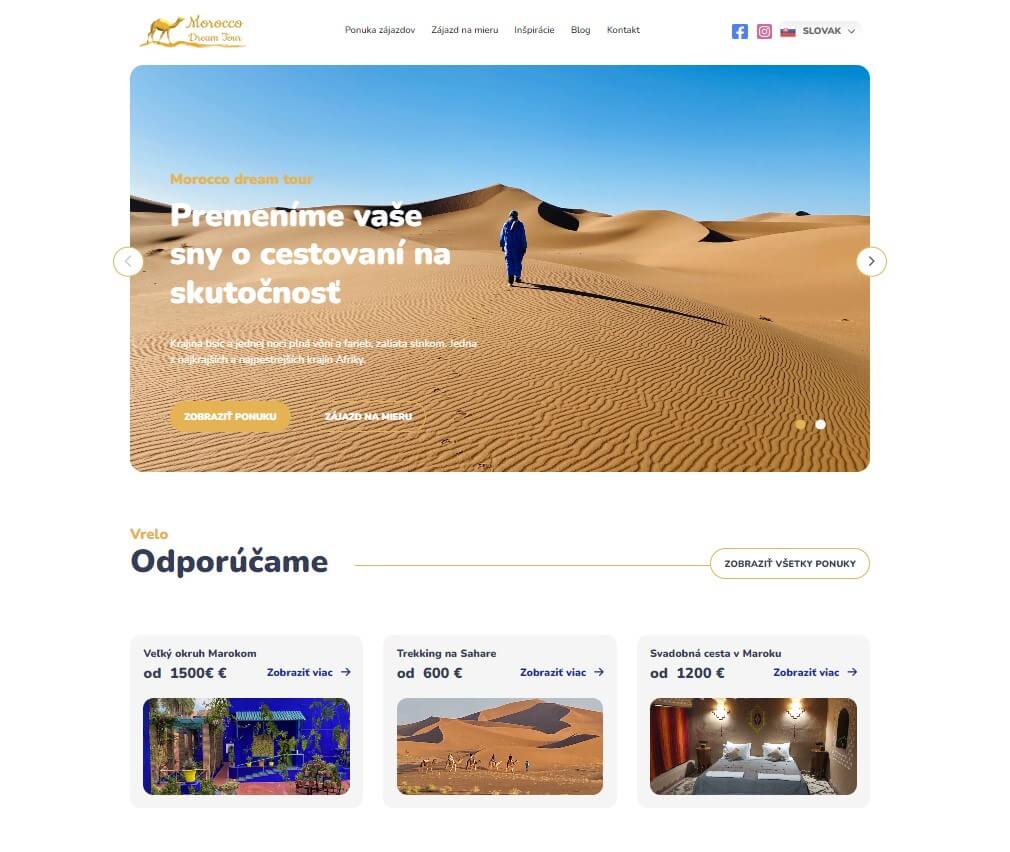 Morocco
Dream Tour
Ponuka zájazdov
Zájazd na mieru
Inšpirácie
Blog
Kontakt
SLOVAK
Morocco dream tour
Premeníme vaše
sny o cestovaní na
skutočnosť
Krajina tisíc a jednej noci plná vôní a farieb, zaliata slnkom. Jedna
z najkrajších a najpestrejších krajín Afriky.
ZOBRAZIŤ PONUKU
ZÁJAZD NA MIERU
Vrelo
Odporúčame
ZOBRAZIŤ VŠETKY PONUKY
Veľký okruh Marokom
od 1500€ €
Zobraziť viac
Trekking na Sahare
od 600 €
Zobraziť viac
Svadobná cesta v Maroku
od 1200 €
Zobraziť viac